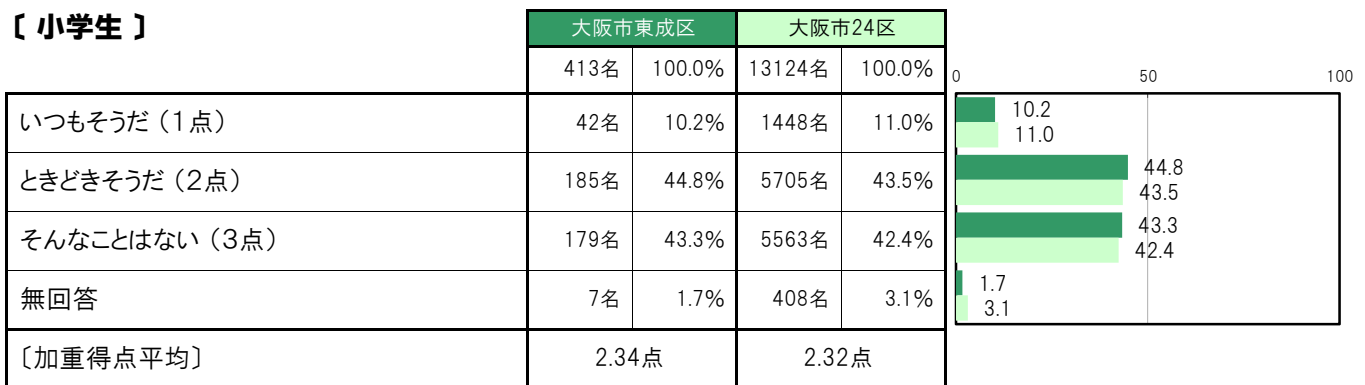 〔 小学生 〕
大阪市東成区 大阪市24区
413名 100.0% 13124名 100.0%
0 50 100
いつもそうだ（1点） 42名 10.2% 1448名 11.0%
10.2
11.0
ときどきそうだ（2点） 185名 44.8% 5705名 43.5%
44.8
43.5
そんなことはない（3点） 179名 43.3% 5563名 42.4%
43.3
42.4
無回答 7名 1.7% 408名 3.1%
1.7
3.1
〔加重得点平均〕 2.34点 2.32点